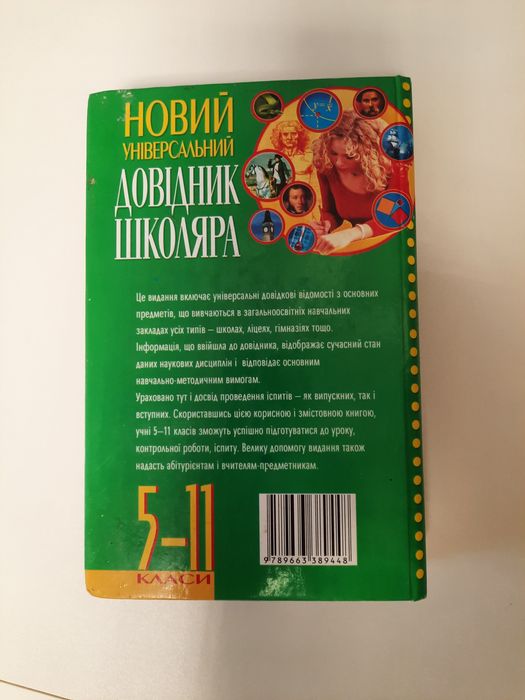 НОВИЙ
УНІВЕРСАЛЬНИЙ
ДОВІДНИК
ШКОЛЯРА
Це видання включає універсальні довідкові відомості з основних
предметів, що вивчаються в загальноосвітніх навчальних
закладах усіх типів – школах, ліцеях, гімназіях тощо.
Інформація, що ввійшла до довідника, відображає сучасний стан
даних наукових дисциплін і відповідає основним
навчально-методичним вимогам.
Ураховано тут і досвід проведення іспитів – як випускних, так і
вступних. Скориставшись цією корисною і змістовною книгою,
учні 5–11 класів зможуть успішно підготуватися до уроку,
контрольної роботи, іспиту. Велику допомогу видання також
надасть абітурієнтам і вчителям-предметникам.
5–11
КЛАСИ
9789663389448